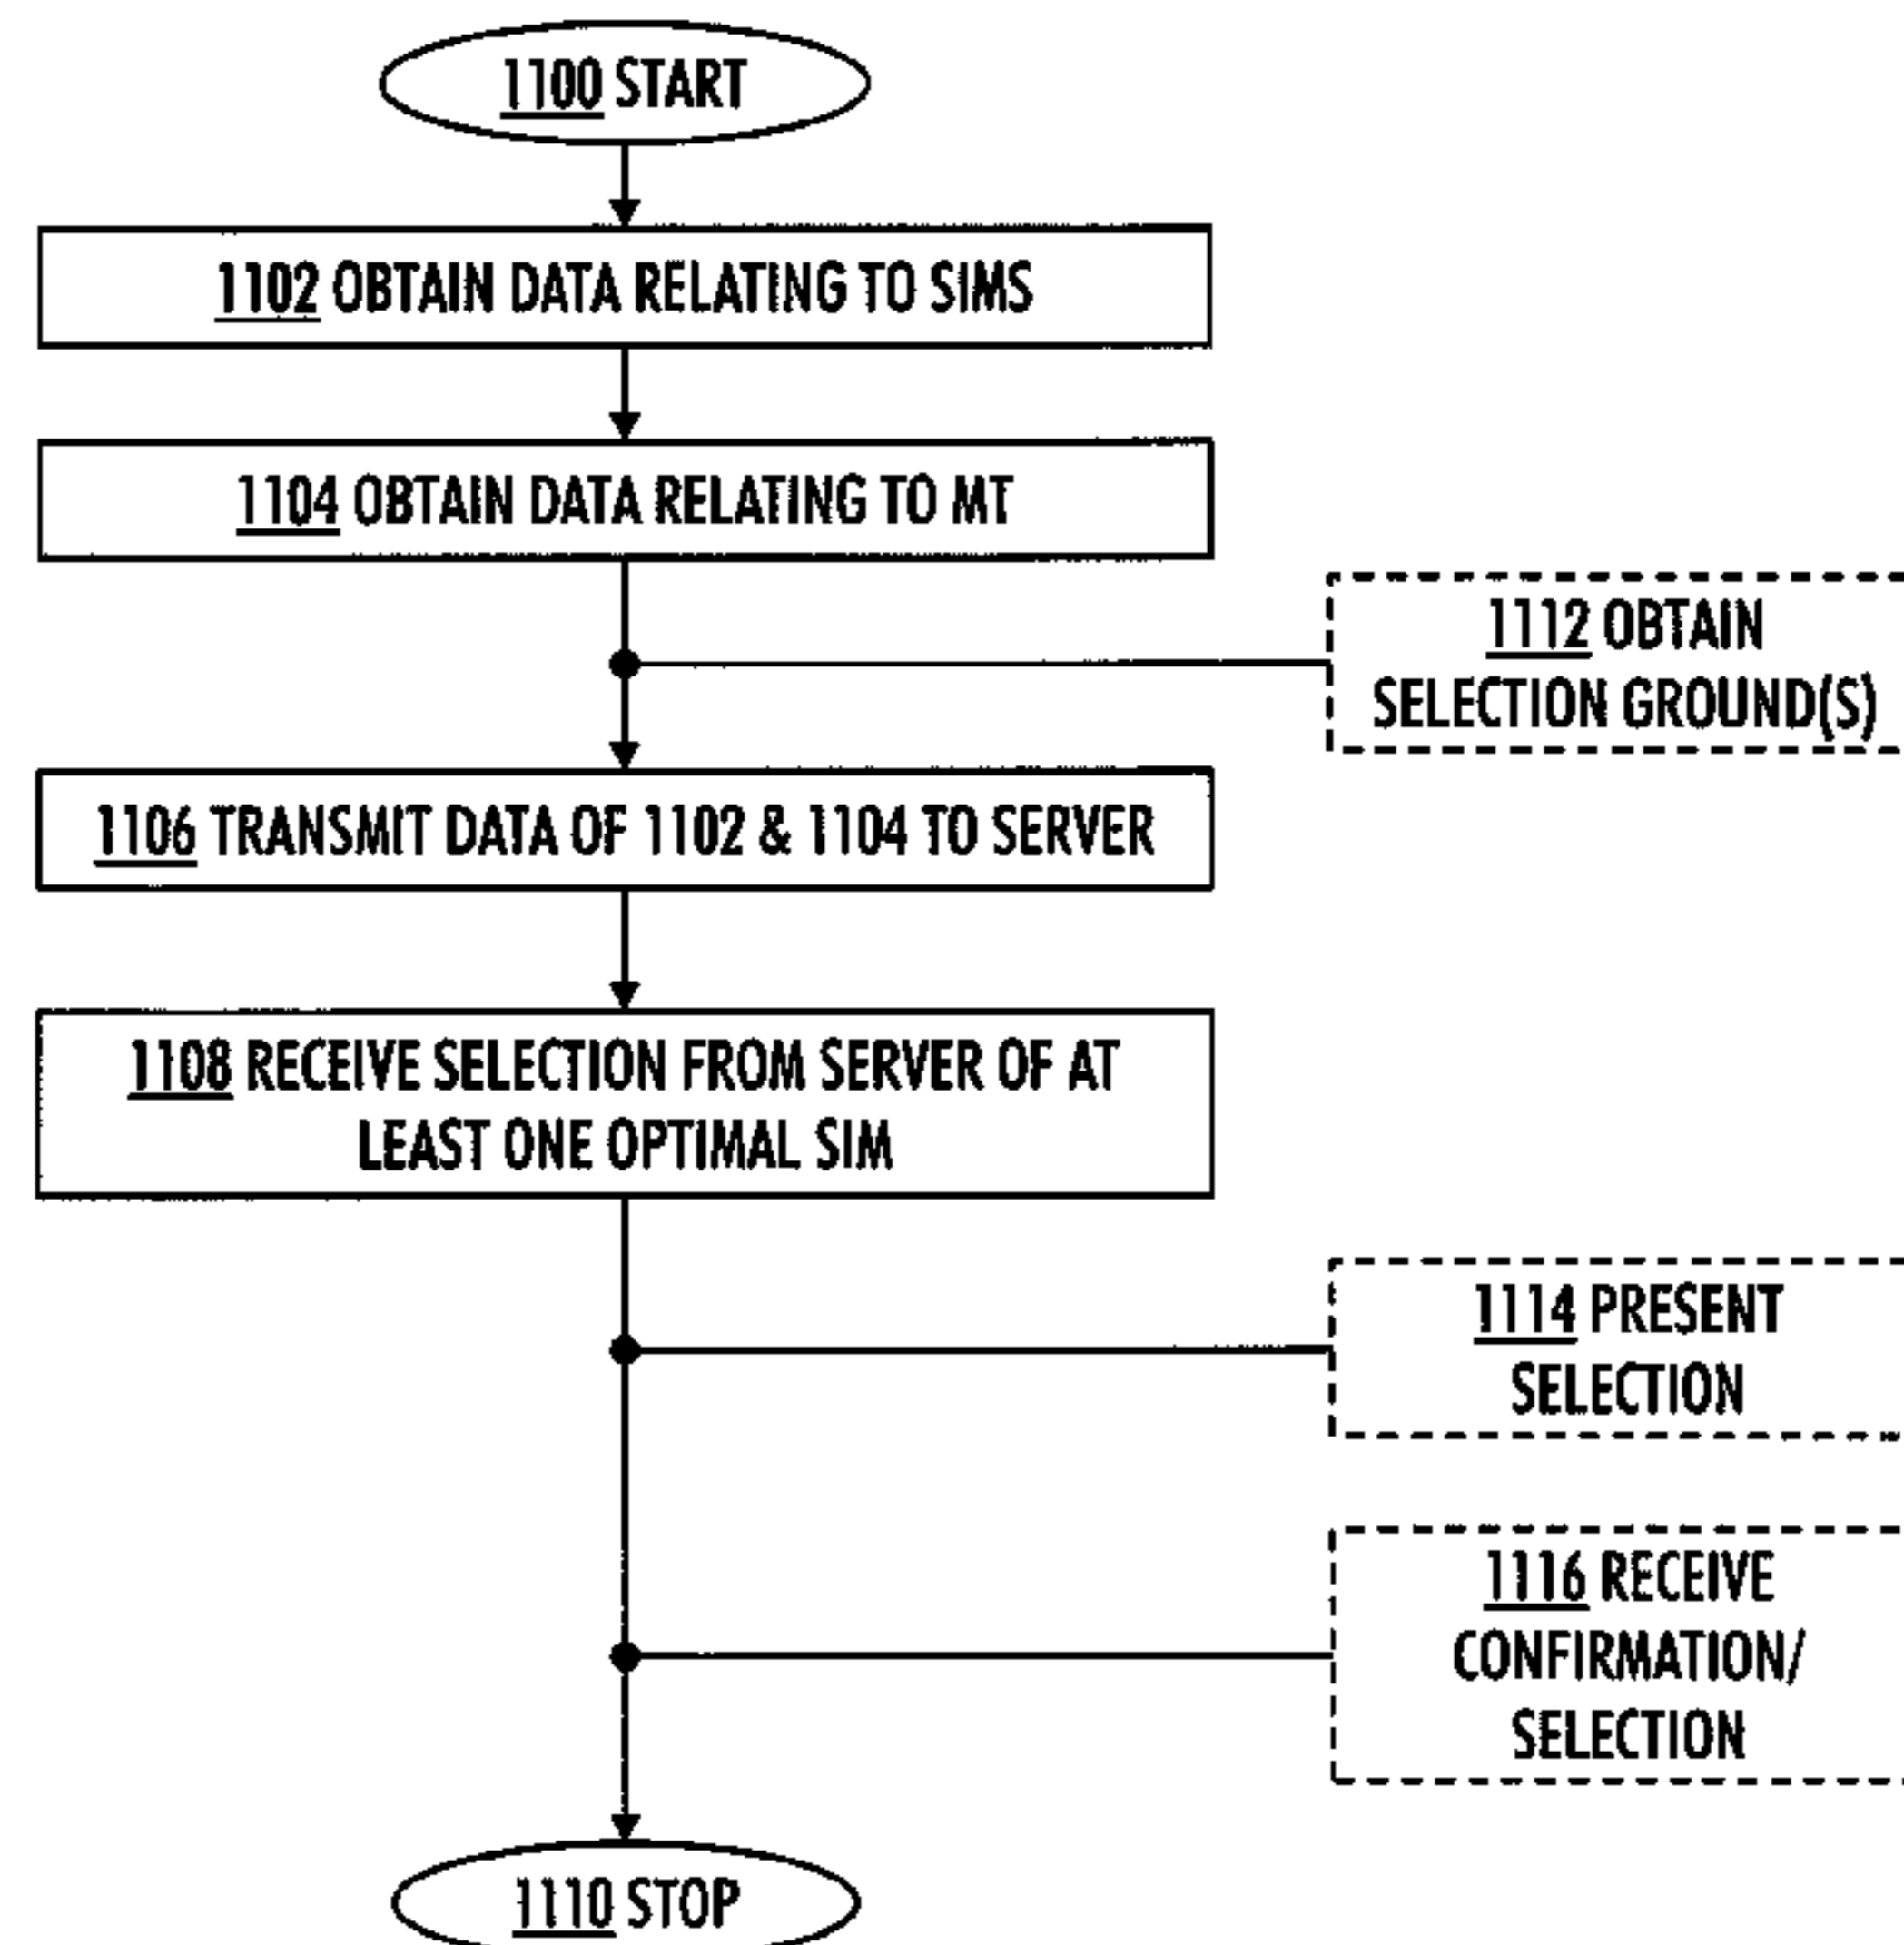 1100 START
1102 OBTAIN DATA RELATING TO SIMS
1104 OBTAIN DATA RELATING TO MT
1112 OBTAIN
SELECTION GROUND(S)
1106 TRANSMIT DATA OF 1102 & 1104 TO SERVER
1108 RECEIVE SELECTION FROM SERVER OF AT
LEAST ONE OPTIMAL SIM
1114 PRESENT
SELECTION
1116 RECEIVE
CONFIRMATION/
SELECTION
1110 STOP